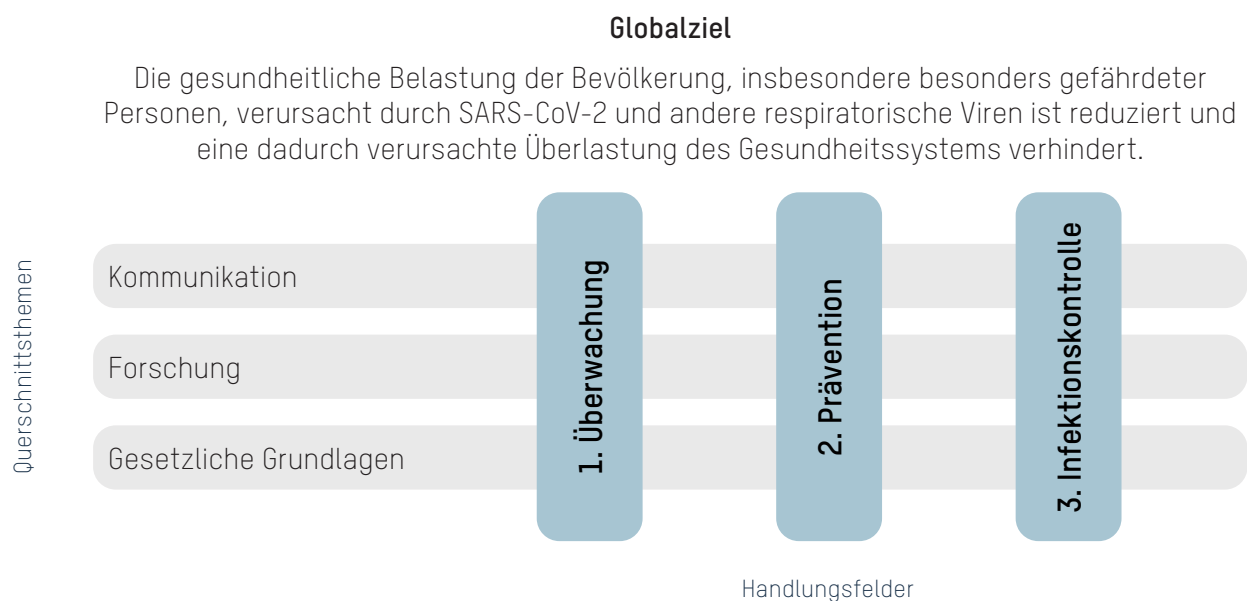 Globalziel
Die gesundheitliche Belastung der Bevölkerung, insbesondere besonders gefährdeter
Personen, verursacht durch SARS-CoV-2 und andere respiratorische Viren ist reduziert und
eine dadurch verursachte Überlastung des Gesundheitssystems verhindert.
Querschnittsthemen
Kommunikation
Forschung
Gesetzliche Grundlagen
1. Überwachung
2. Prävention
3. Infektionskontrolle
Handlungsfelder